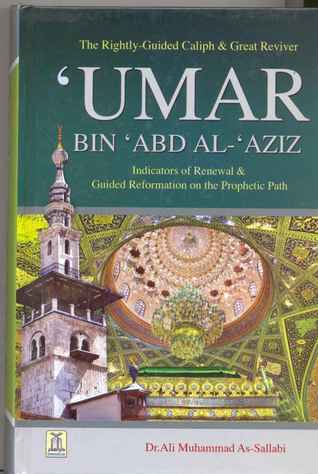 The Rightly-Guided Caliph & Great Reviver
‘UMAR
BIN ‘ABD AL-‘AZIZ
Indicators of Renewal &
Guided Reformation on the Prophetic Path
Dr.Ali Muhammad As-Sallabi